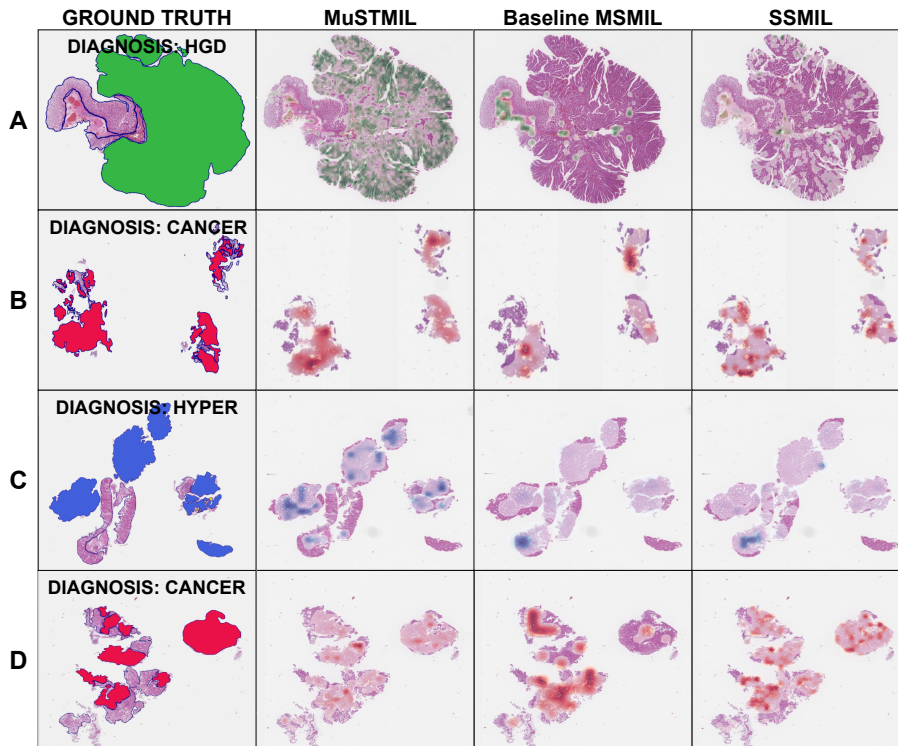 GROUND TRUTH MuSTMIL Baseline MSMIL SSMIL
DIAGNOSIS: HGD
A
DIAGNOSIS: CANCER
B
DIAGNOSIS: HYPER
C
DIAGNOSIS: CANCER
D